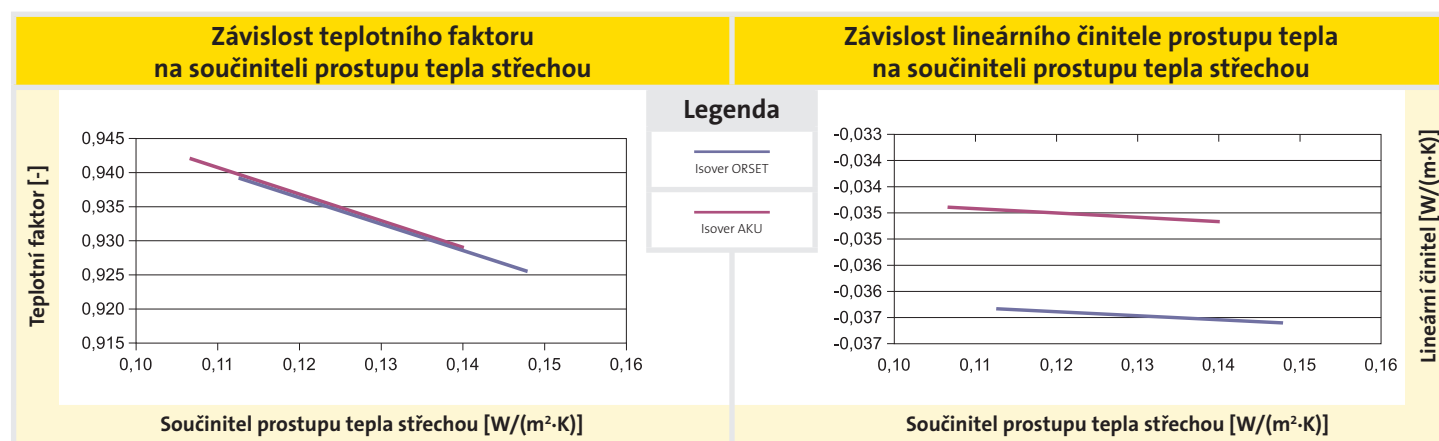 Závislost teplotního faktoru
na součiniteli prostupu tepla střechou
Teplotní faktor [-]
0,945
0,940
0,935
0,930
0,925
0,920
0,915
0,10
0,11
0,12
0,13
0,14
0,15
0,16
Součinitel prostupu tepla střechou [W/(m²·K)]
Legenda
Isover ORSET
Isover AKU
Závislost lineárního činitele prostupu tepla
na součiniteli prostupu tepla střechou
-0,033
-0,034
-0,034
-0,035
-0,035
-0,036
-0,036
-0,037
-0,037
0,10
0,11
0,12
0,13
0,14
0,15
0,16
Lineární činitel [W/(m·K)]
Součinitel prostupu tepla střechou [W/(m²·K)]